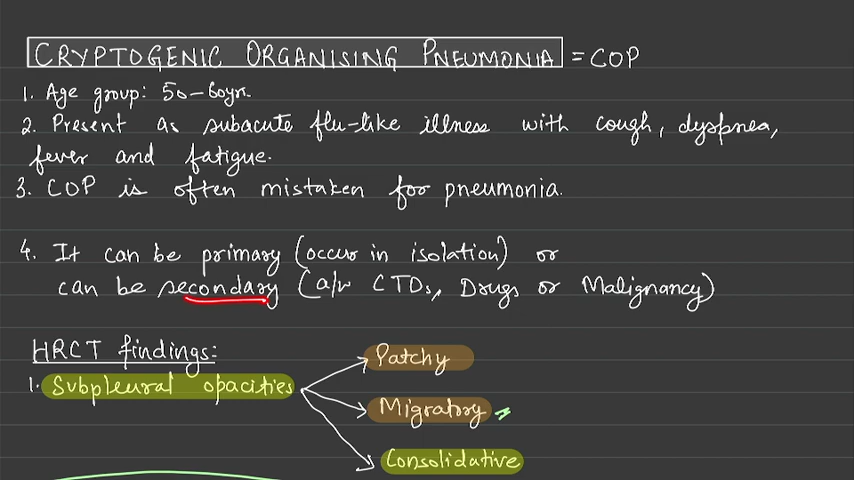 CRYPTOGENIC ORGANISING PNEUMONIA = COP
1. Age group: 50-60yr.
2. Present as subacute flu-like illness with cough, dyspnea,
fever and fatigue.
3. COP is often mistaken for pneumonia.
4. It can be primary (occur in isolation) or
can be secondary (a/w CTDs, Drugs or Malignancy)
HRCT findings:
Patchy
1. Subpleural opacities
Migratory
Consolidative